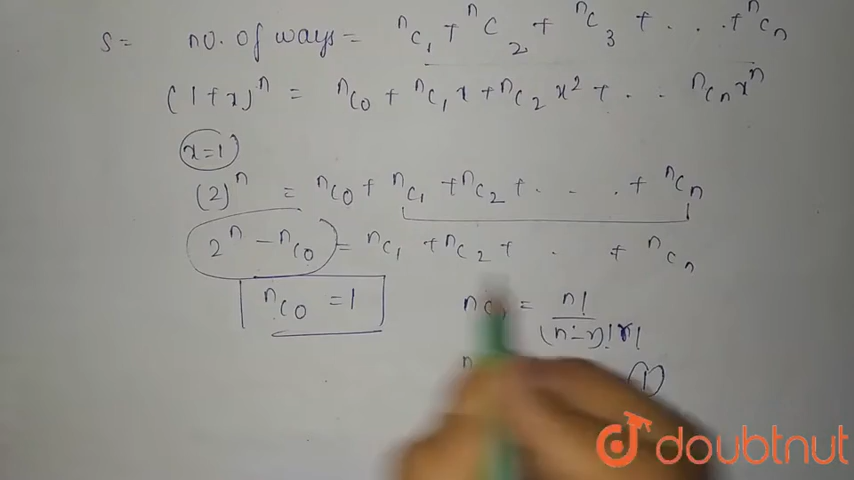 S = no. of ways = ⁿC₁ + ⁿC₂ + ⁿC₃ + . . . + ⁿCₙ
(1+x)ⁿ = ⁿC₀ + ⁿC₁x + ⁿC₂x² + . . ⁿCₙxⁿ
x=1
(2)ⁿ = ⁿC₀ + ⁿC₁ + ⁿC₂ + . . . + ⁿCₙ
2ⁿ - ⁿC₀ = ⁿC₁ + ⁿC₂ + . + ⁿCₙ
ⁿC₀ = 1
= n! / (n-r)! r!
n
1
doubtnut